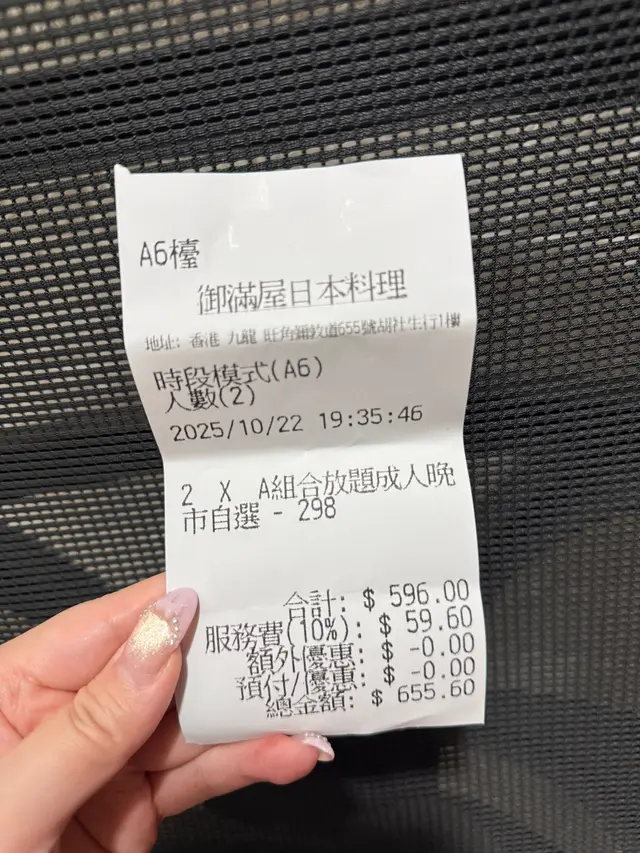 A6檯
御滿屋日本料理
地址: 香港 九龍 旺角彌敦道655號胡社生行1樓
時段模式(A6)
人數(2)
2025/10/22 19:35:46
2 X A組合放題成人晚
市自選 - 298
合計: $ 596.00
服務費(10%): $ 59.60
額外優惠: $ -0.00
預付/優惠: $ -0.00
總金額: $ 655.60